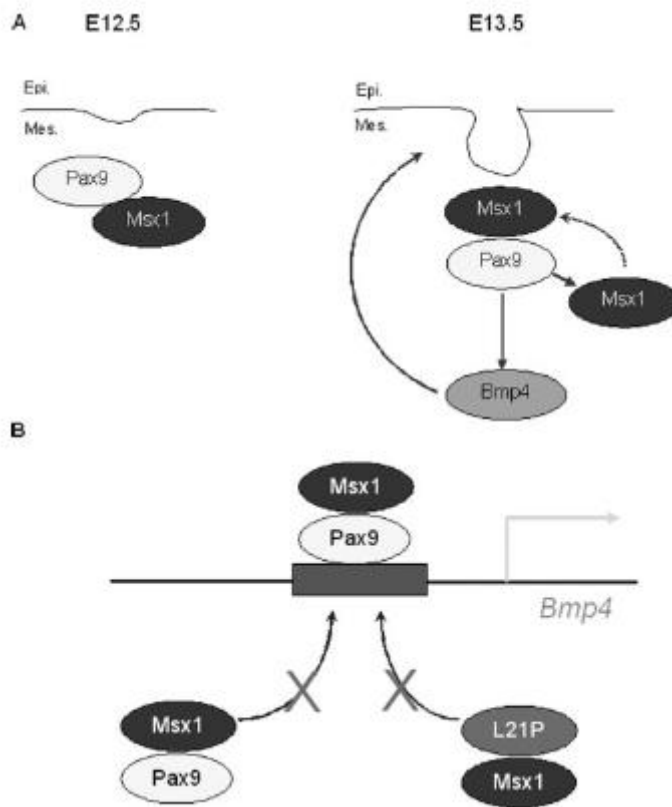 A E12.5 E13.5
Epi. Epi.
Mes. Mes.
Pax9 Msx1
Msx1 Pax9
Msx1
Bmp4
B
Msx1
Pax9
Bmp4
Msx1 L21P
Pax9 Msx1